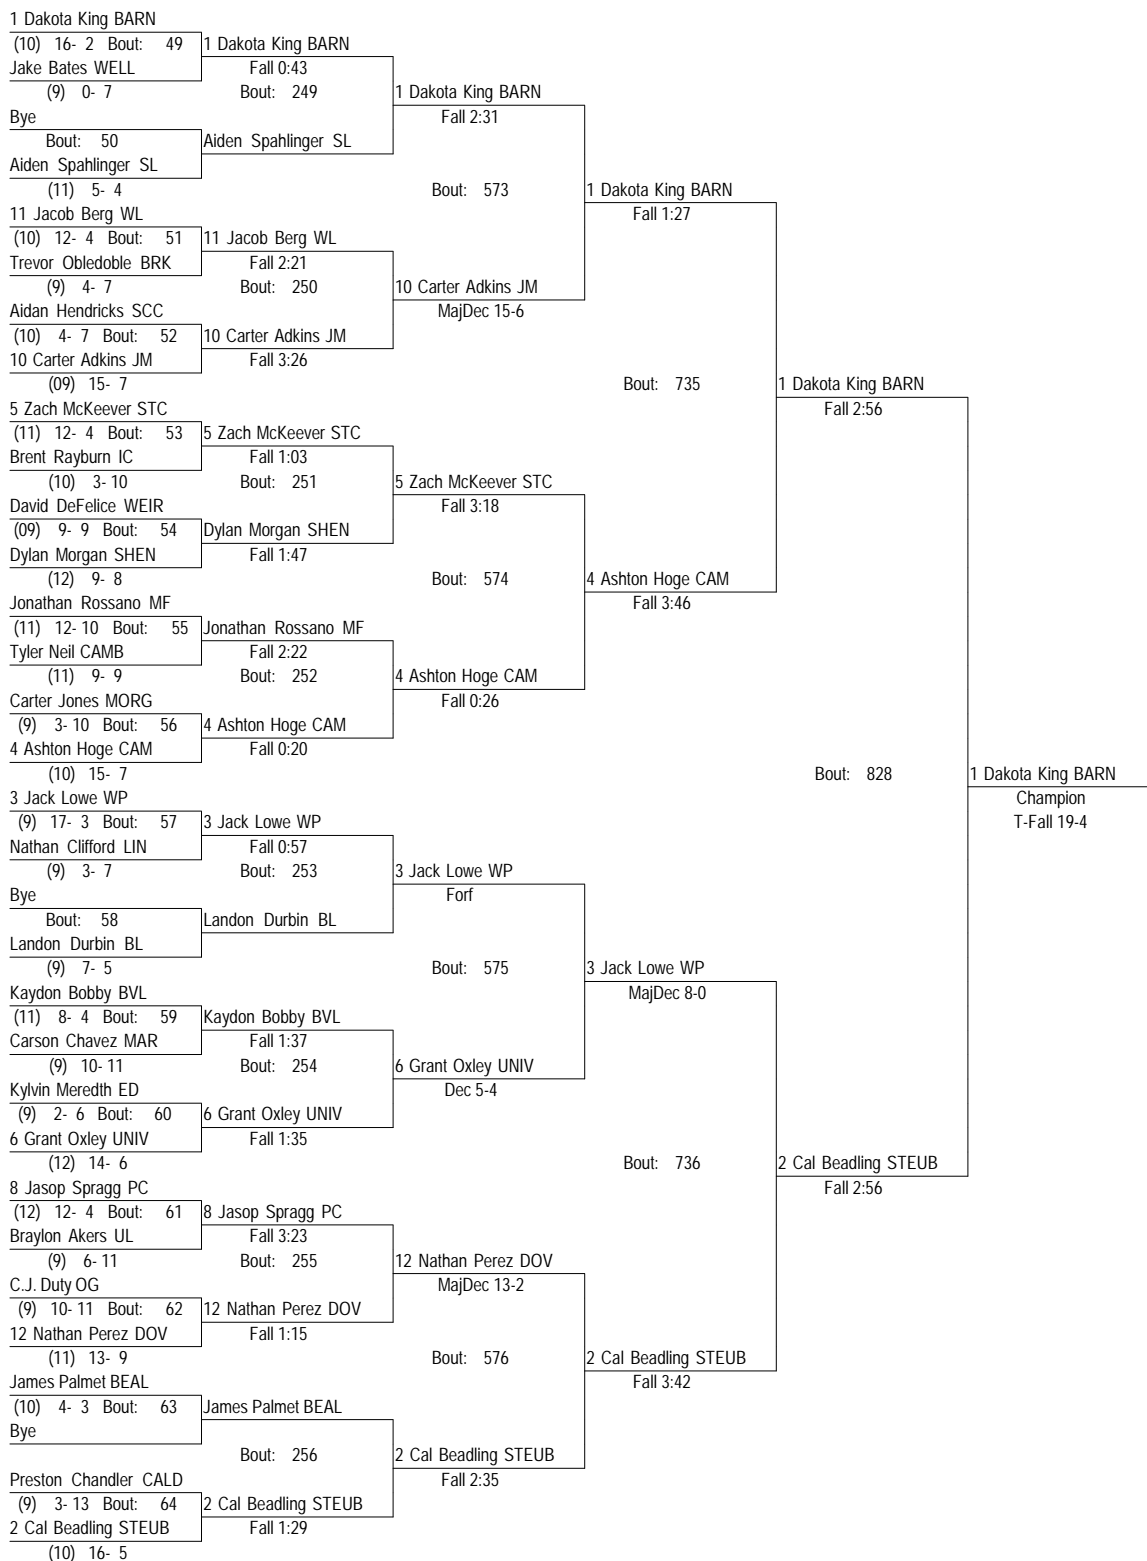 1 Dakota King BARN
(10) 16- 2 Bout: 49 1 Dakota King BARN
Jake Bates WELL Fall 0:43
(9) 0- 7 Bout: 249 1 Dakota King BARN
Bye Fall 2:31
Bout: 50 Aiden Spahlinger SL
Aiden Spahlinger SL
(11) 5- 4 Bout: 573 1 Dakota King BARN
11 Jacob Berg WL Fall 1:27
(10) 12- 4 Bout: 51 11 Jacob Berg WL
Trevor Obledoble BRK Fall 2:21
(9) 4- 7 Bout: 250 10 Carter Adkins JM
Aidan Hendricks SCC MajDec 15-6
(10) 4- 7 Bout: 52 10 Carter Adkins JM
10 Carter Adkins JM Fall 3:26
(09) 15- 7 Bout: 735 1 Dakota King BARN
5 Zach McKeever STC Fall 2:56
(11) 12- 4 Bout: 53 5 Zach McKeever STC
Brent Rayburn IC Fall 1:03
(10) 3- 10 Bout: 251 5 Zach McKeever STC
David DeFelice WEIR Fall 3:18
(09) 9- 9 Bout: 54 Dylan Morgan SHEN
Dylan Morgan SHEN Fall 1:47
(12) 9- 8 Bout: 574 4 Ashton Hoge CAM
Jonathan Rossano MF Fall 3:46
(11) 12- 10 Bout: 55 Jonathan Rossano MF
Tyler Neil CAMB Fall 2:22
(11) 9- 9 Bout: 252 4 Ashton Hoge CAM
Carter Jones MORG Fall 0:26
(9) 3- 10 Bout: 56 4 Ashton Hoge CAM
4 Ashton Hoge CAM Fall 0:20
(10) 15- 7 Bout: 828 1 Dakota King BARN
3 Jack Lowe WP Champion
(9) 17- 3 Bout: 57 3 Jack Lowe WP T-Fall 19-4
Nathan Clifford LIN Fall 0:57
(9) 3- 7 Bout: 253 3 Jack Lowe WP
Bye Forf
Bout: 58 Landon Durbin BL
Landon Durbin BL
(9) 7- 5 Bout: 575 3 Jack Lowe WP
Kaydon Bobby BVL MajDec 8-0
(11) 8- 4 Bout: 59 Kaydon Bobby BVL
Carson Chavez MAR Fall 1:37
(9) 10- 11 Bout: 254 6 Grant Oxley UNIV
Kylvin Meredth ED Dec 5-4
(9) 2- 6 Bout: 60 6 Grant Oxley UNIV
6 Grant Oxley UNIV Fall 1:35
(12) 14- 6 Bout: 736 2 Cal Beadling STEUB
8 Jasop Spragg PC Fall 2:56
(12) 12- 4 Bout: 61 8 Jasop Spragg PC
Braylon Akers UL Fall 3:23
(9) 6- 11 Bout: 255 12 Nathan Perez DOV
C.J. Duty OG MajDec 13-2
(9) 10- 11 Bout: 62 12 Nathan Perez DOV
12 Nathan Perez DOV Fall 1:15
(11) 13- 9 Bout: 576 2 Cal Beadling STEUB
James Palmet BEAL Fall 3:42
(10) 4- 3 Bout: 63 James Palmet BEAL
Bye
Bout: 256 2 Cal Beadling STEUB
Preston Chandler CALD Fall 2:35
(9) 3- 13 Bout: 64 2 Cal Beadling STEUB
2 Cal Beadling STEUB Fall 1:29
(10) 16- 5